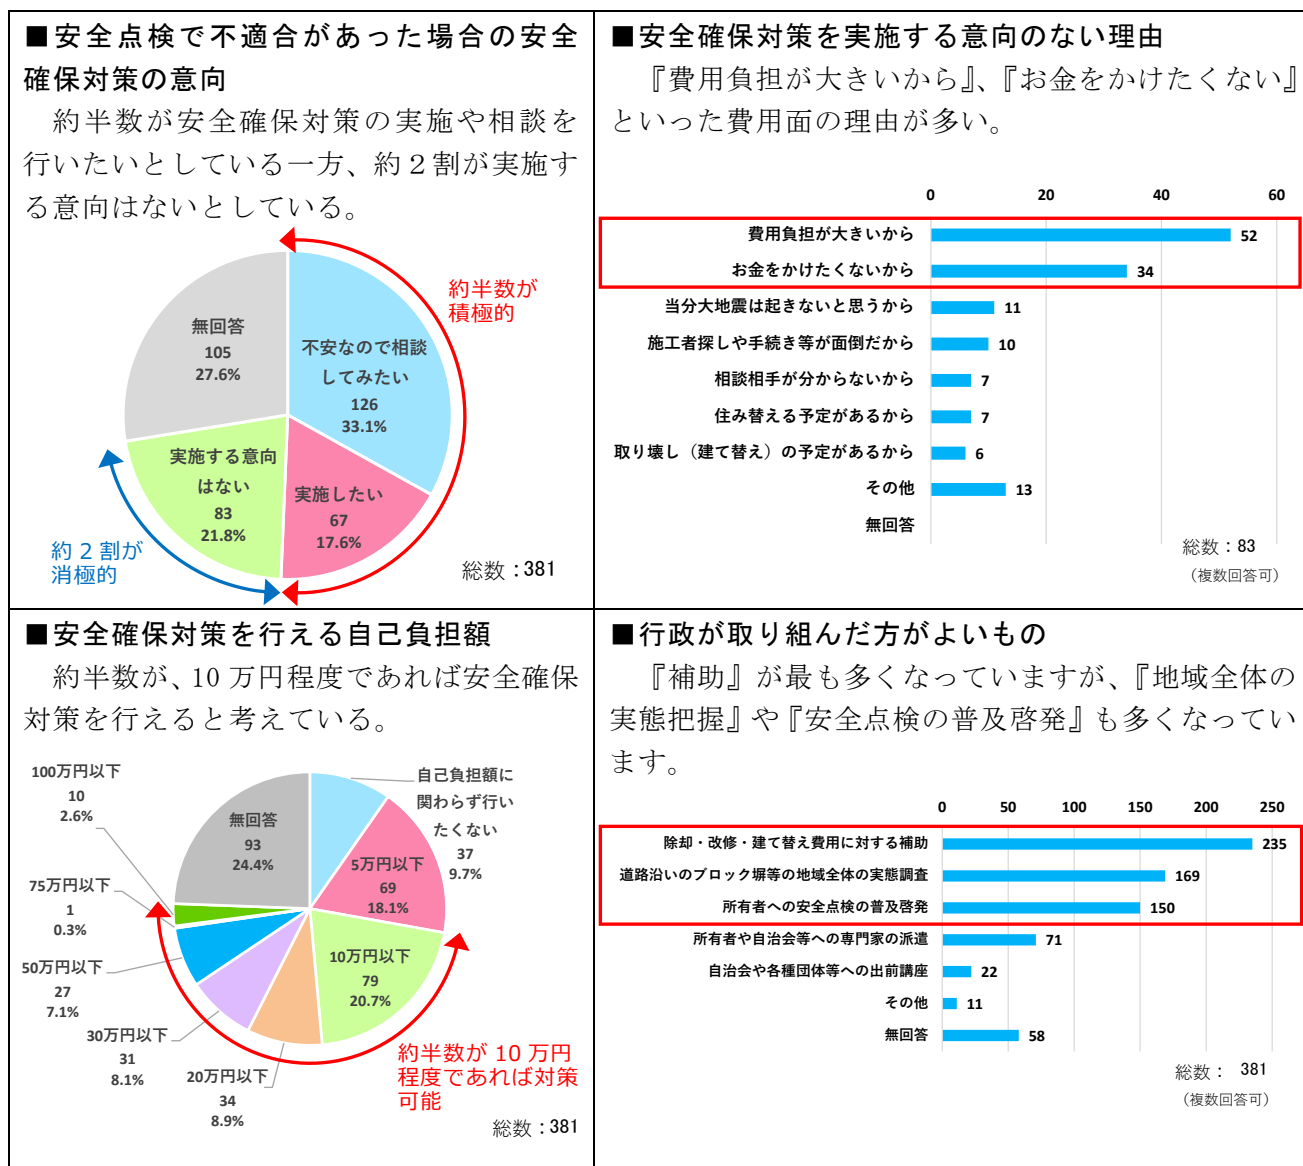 ■安全点検で不適合があった場合の安全
確保対策の意向
約半数が安全確保対策の実施や相談を
行いたいとしている一方、約２割が実施す
る意向はないとしている。
約半数が
積極的
無回答
105
27.6%
不安なので相談
してみたい
126
33.1%
実施する意向
はない
83
21.8%
実施したい
67
17.6%
約 2 割が
消極的
総数：381
■安全確保対策を実施する意向のない理由
『費用負担が大きいから』、『お金をかけたくない』
といった費用面の理由が多い。
0 20 40 60
費用負担が大きいから 52
お金をかけたくないから 34
当分大地震は起きないと思うから 11
施工者探しや手続き等が面倒だから 10
相談相手が分からないから 7
住み替える予定があるから 7
取り壊し（建て替え）の予定があるから 6
その他 13
無回答
総数：83
（複数回答可）
■安全確保対策を行える自己負担額
約半数が、10 万円程度であれば安全確保
対策を行えると考えている。
100万円以下
10
2.6%
自己負担額に
関わらず行い
たくない
37
9.7%
無回答
93
24.4%
5万円以下
69
18.1%
75万円以下
1
0.3%
10万円以下
79
20.7%
50万円以下
27
7.1%
30万円以下
31
8.1%
20万円以下
34
8.9%
約半数が 10 万円
程度であれば対策
可能
総数：381
■行政が取り組んだ方がよいもの
『補助』が最も多くなっていますが、『地域全体の
実態把握』や『安全点検の普及啓発』も多くなってい
ます。
0 50 100 150 200 250
除却・改修・建て替え費用に対する補助 235
道路沿いのブロック塀等の地域全体の実態調査 169
所有者への安全点検の普及啓発 150
所有者や自治会等への専門家の派遣 71
自治会や各種団体等への出前講座 22
その他 11
無回答 58
総数： 381
（複数回答可）